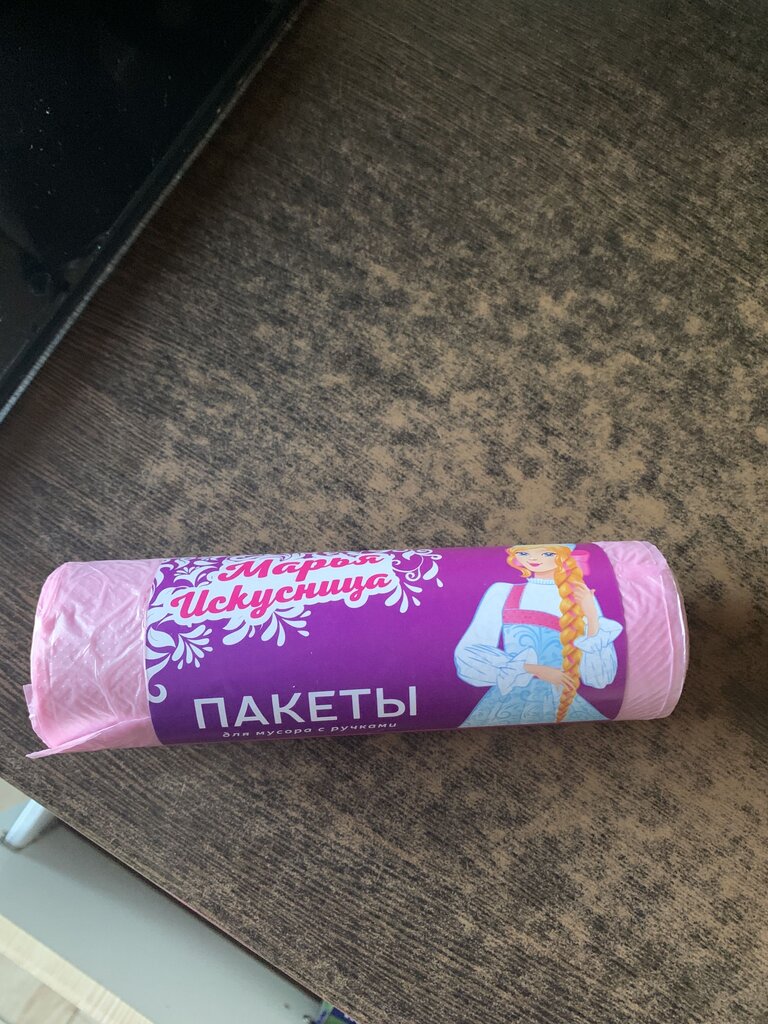 Марья
Искусница
ПАКЕТЫ
для мусора с ручками